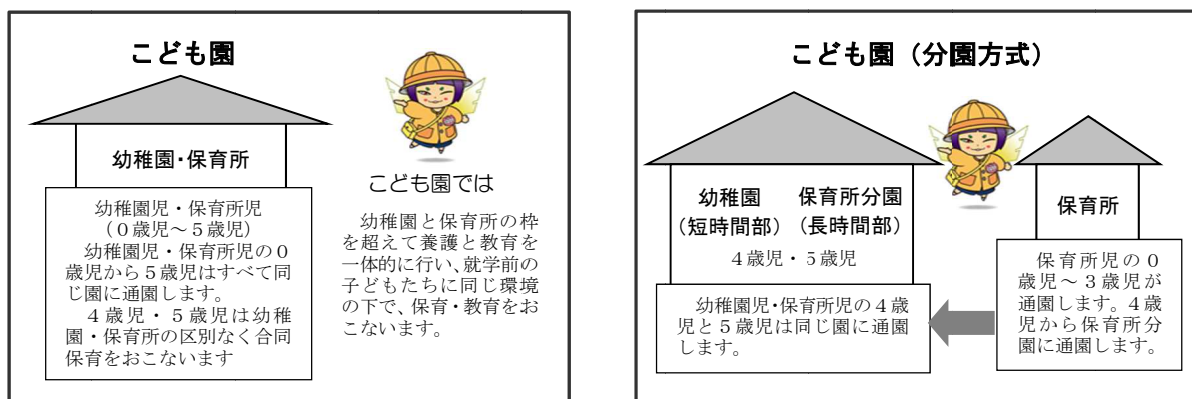 こども園
幼稚園・保育所
幼稚園児・保育所児
(0歳児～5歳児)
幼稚園児・保育所児の0
歳児から5歳児はすべて同
じ園に通園します。
4歳児・5歳児は幼稚
園・保育所の区別なく合同
保育をおこないます
こども園では
幼稚園と保育所の枠
を超えて養護と教育を
一体的に行い、就学前の
子どもたちに同じ環境
の下で、保育・教育をお
こないます。
こども園（分園方式）
幼稚園 保育所分園
(短時間部) (長時間部)
4歳児・5歳児
幼稚園児・保育所児の4歳
児と5歳児は同じ園に通園
します。
保育所
保育所児の0
歳児～3歳児が
通園します。4歳
児から保育所分
園に通園します。